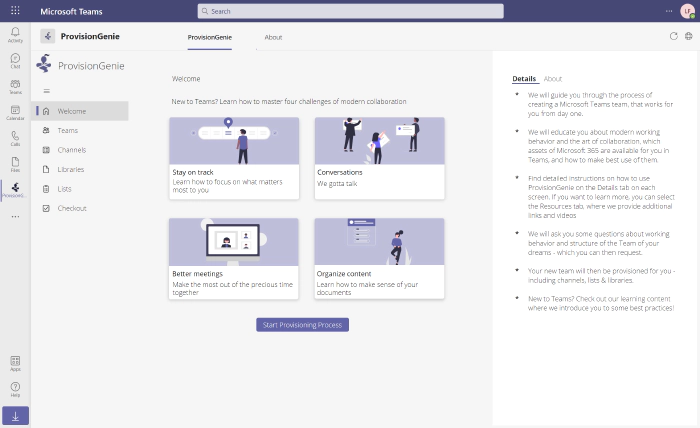 Microsoft Teams
Search
LF
Activity
Chat
Teams
Calendar
Calls
Files
Apps
Help
ProvisionGenie
ProvisionGenie
About
ProvisionGenie
Welcome
Teams
Channels
Libraries
Lists
Checkout
Welcome
New to Teams? Learn how to master four challenges of modern collaboration
Stay on track
Learn how to focus on what matters
most to you
Conversations
We gotta talk
Better meetings
Make the most out of the precious time
together
Organize content
Learn how to make sense of your
documents
Start Provisioning Process
Details
About
* We will guide you through the process of
creating a Microsoft Teams team, that works for
you from day one.
* We will educate you about modern working
behavior and the art of collaboration, which
assets of Microsoft 365 are available for you in
Teams, and how to make best use of them.
* Find detailed instructions on how to use
ProvisionGenie on the Details tab on each
screen. If you want to learn more, you can select
the Resources tab, where we provide additional
links and videos
* We will ask you some questions about working
behavior and structure of the Team of your
dreams - which you can then request.
* Your new team will then be provisioned for you -
including channels, lists & libraries.
* New to Teams? Check out our learning content
where we introduce you to some best practices!